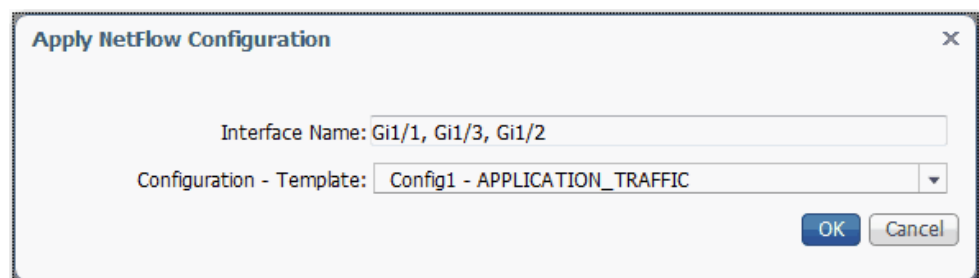 Apply NetFlow Configuration
Interface Name: Gi1/1, Gi1/3, Gi1/2
Configuration - Template: Config1 - APPLICATION_TRAFFIC
OK Cancel